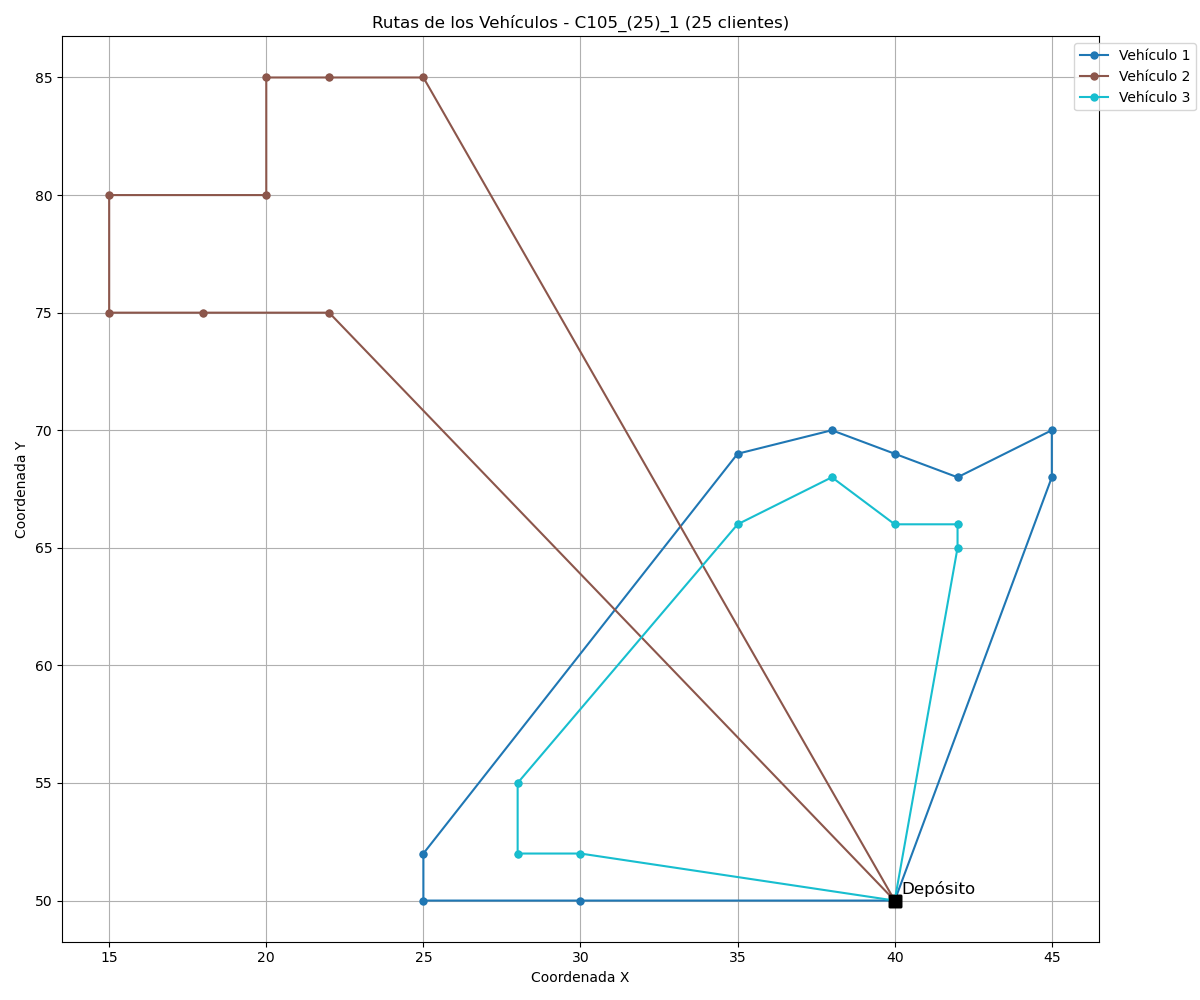 Rutas de los Vehículos - C105_(25)_1 (25 clientes)
Vehículo 1
Vehículo 2
Vehículo 3
Coordenada Y
85
80
75
70
65
60
55
50
Depósito
15 20 25 30 35 40 45
Coordenada X